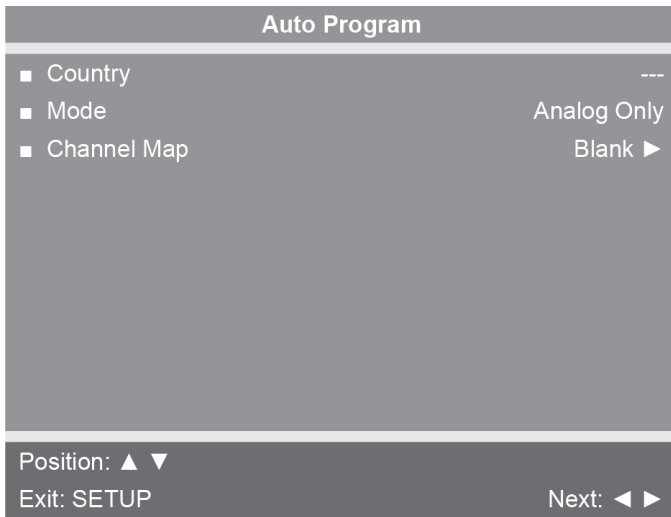 Auto Program
■ Country ---
■ Mode Analog Only
■ Channel Map Blank ►
Position: ▲ ▼
Exit: SETUP Next: ◄ ►